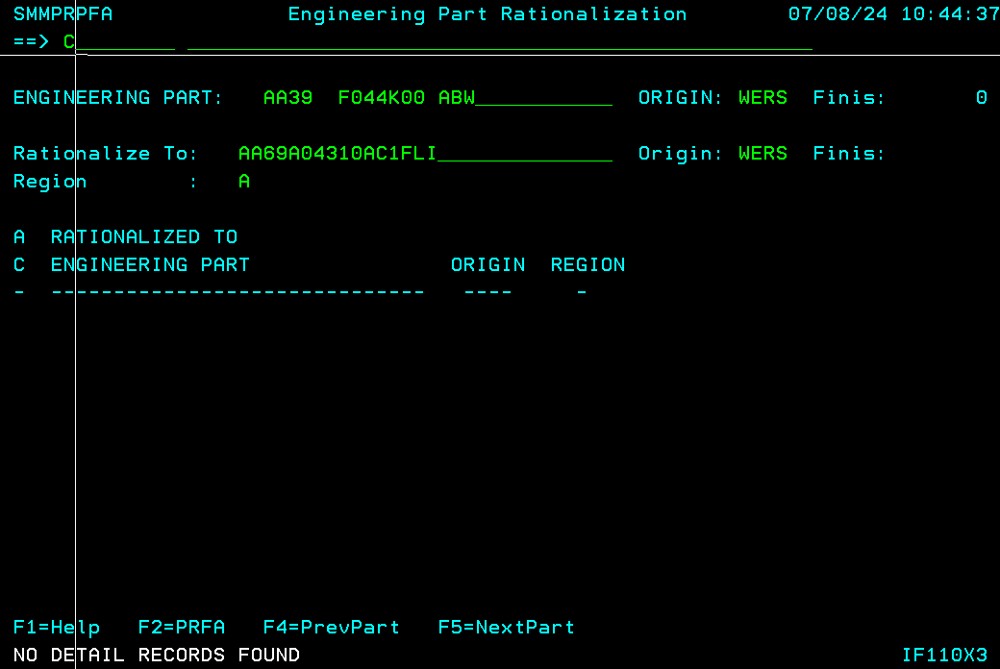 SMMPRPFA Engineering Part Rationalization 07/08/24 10:44:37
==> C________ __________________________________________________
ENGINEERING PART: AA39 F044K00 ABW___________ ORIGIN: WERS Finis: 0
Rationalize To: AA69A04310AC1FLI______________ Origin: WERS Finis:
Region : A
A RATIONALIZED TO
C ENGINEERING PART ORIGIN REGION
- ------------------------------ ---- -
F1=Help F2=PRFA F4=PrevPart F5=NextPart
NO DETAIL RECORDS FOUND IF110X3